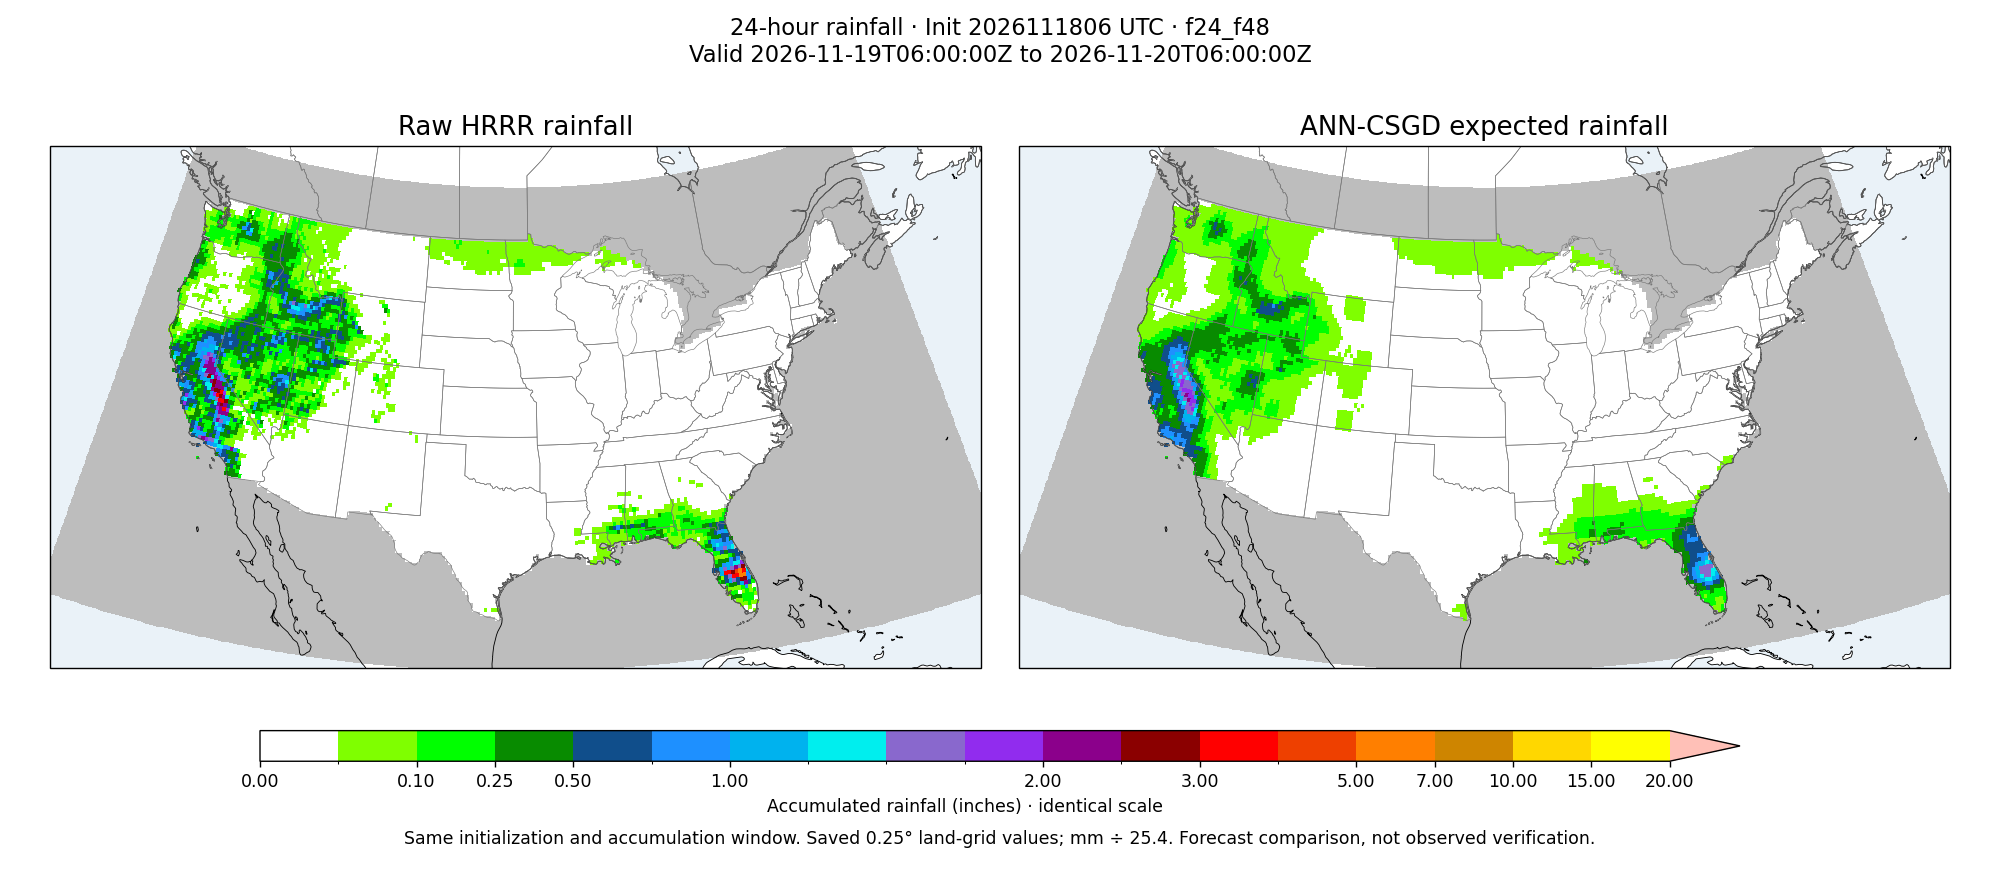 24-hour rainfall · Init 2026111806 UTC · f24_f48
Valid 2026-11-19T06:00:00Z to 2026-11-20T06:00:00Z
Raw HRRR rainfall
ANN-CSGD expected rainfall
0.00 0.10 0.25 0.50 1.00 2.00 3.00 5.00 7.00 10.00 15.00 20.00
Accumulated rainfall (inches) · identical scale
Same initialization and accumulation window. Saved 0.25° land-grid values; mm ÷ 25.4. Forecast comparison, not observed verification.